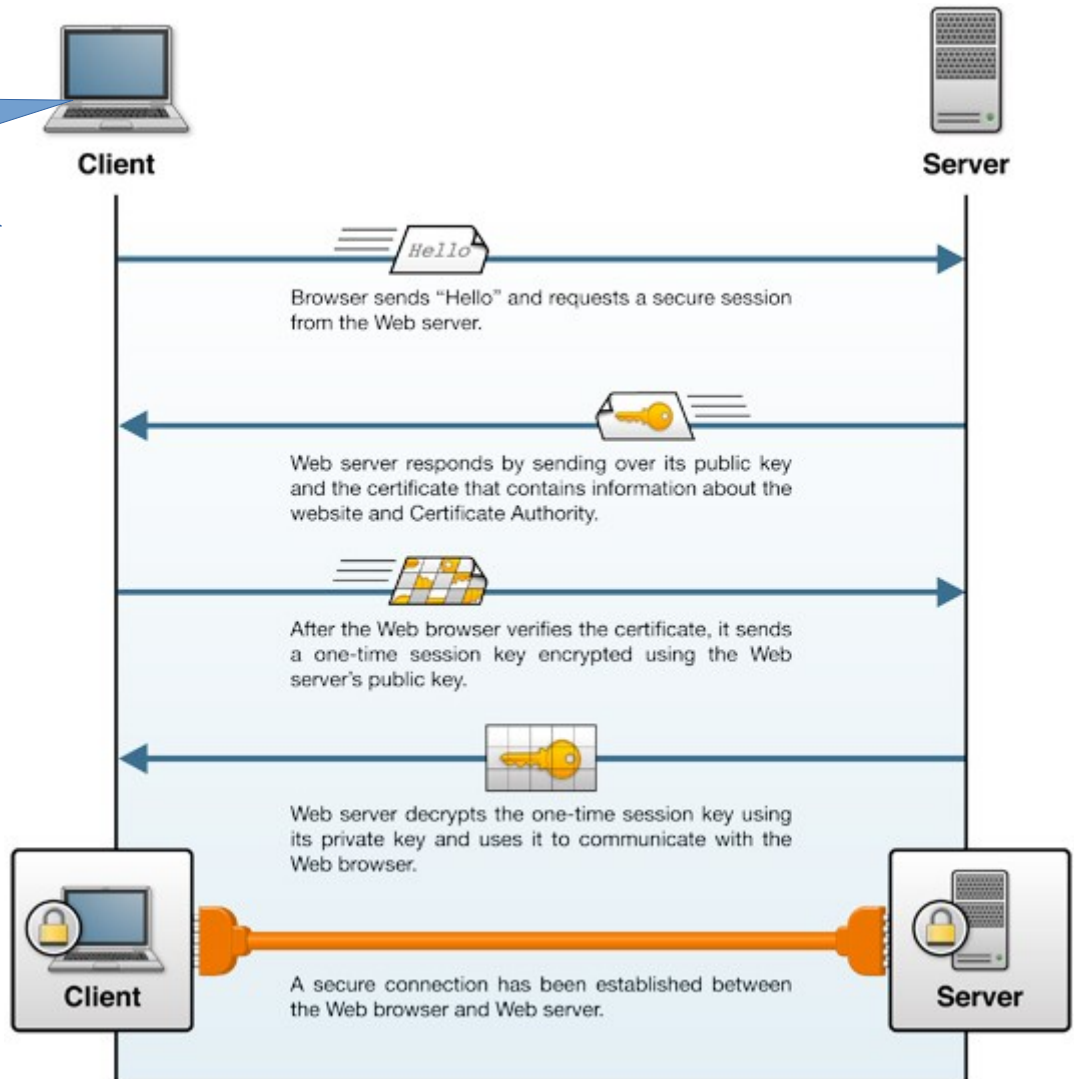 Client
Server
Hello
Browser sends “Hello” and requests a secure session
from the Web server.
Web server responds by sending over its public key
and the certificate that contains information about the
website and Certificate Authority.
After the Web browser verifies the certificate, it sends
a one-time session key encrypted using the Web
server’s public key.
Web server decrypts the one-time session key using
its private key and uses it to communicate with the
Web browser.
Client
A secure connection has been established between
the Web browser and Web server.
Server